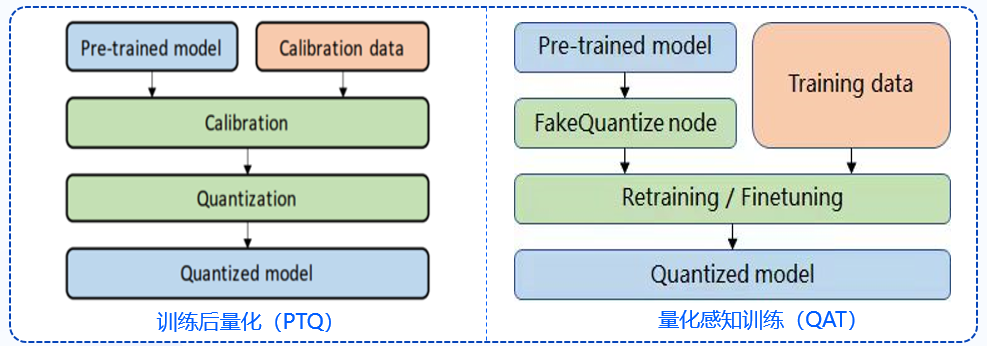 Pre-trained model
Calibration data
Calibration
Quantization
Quantized model
训练后量化（PTQ）
Pre-trained model
Training data
FakeQuantize node
Retraining / Finetuning
Quantized model
量化感知训练（QAT）